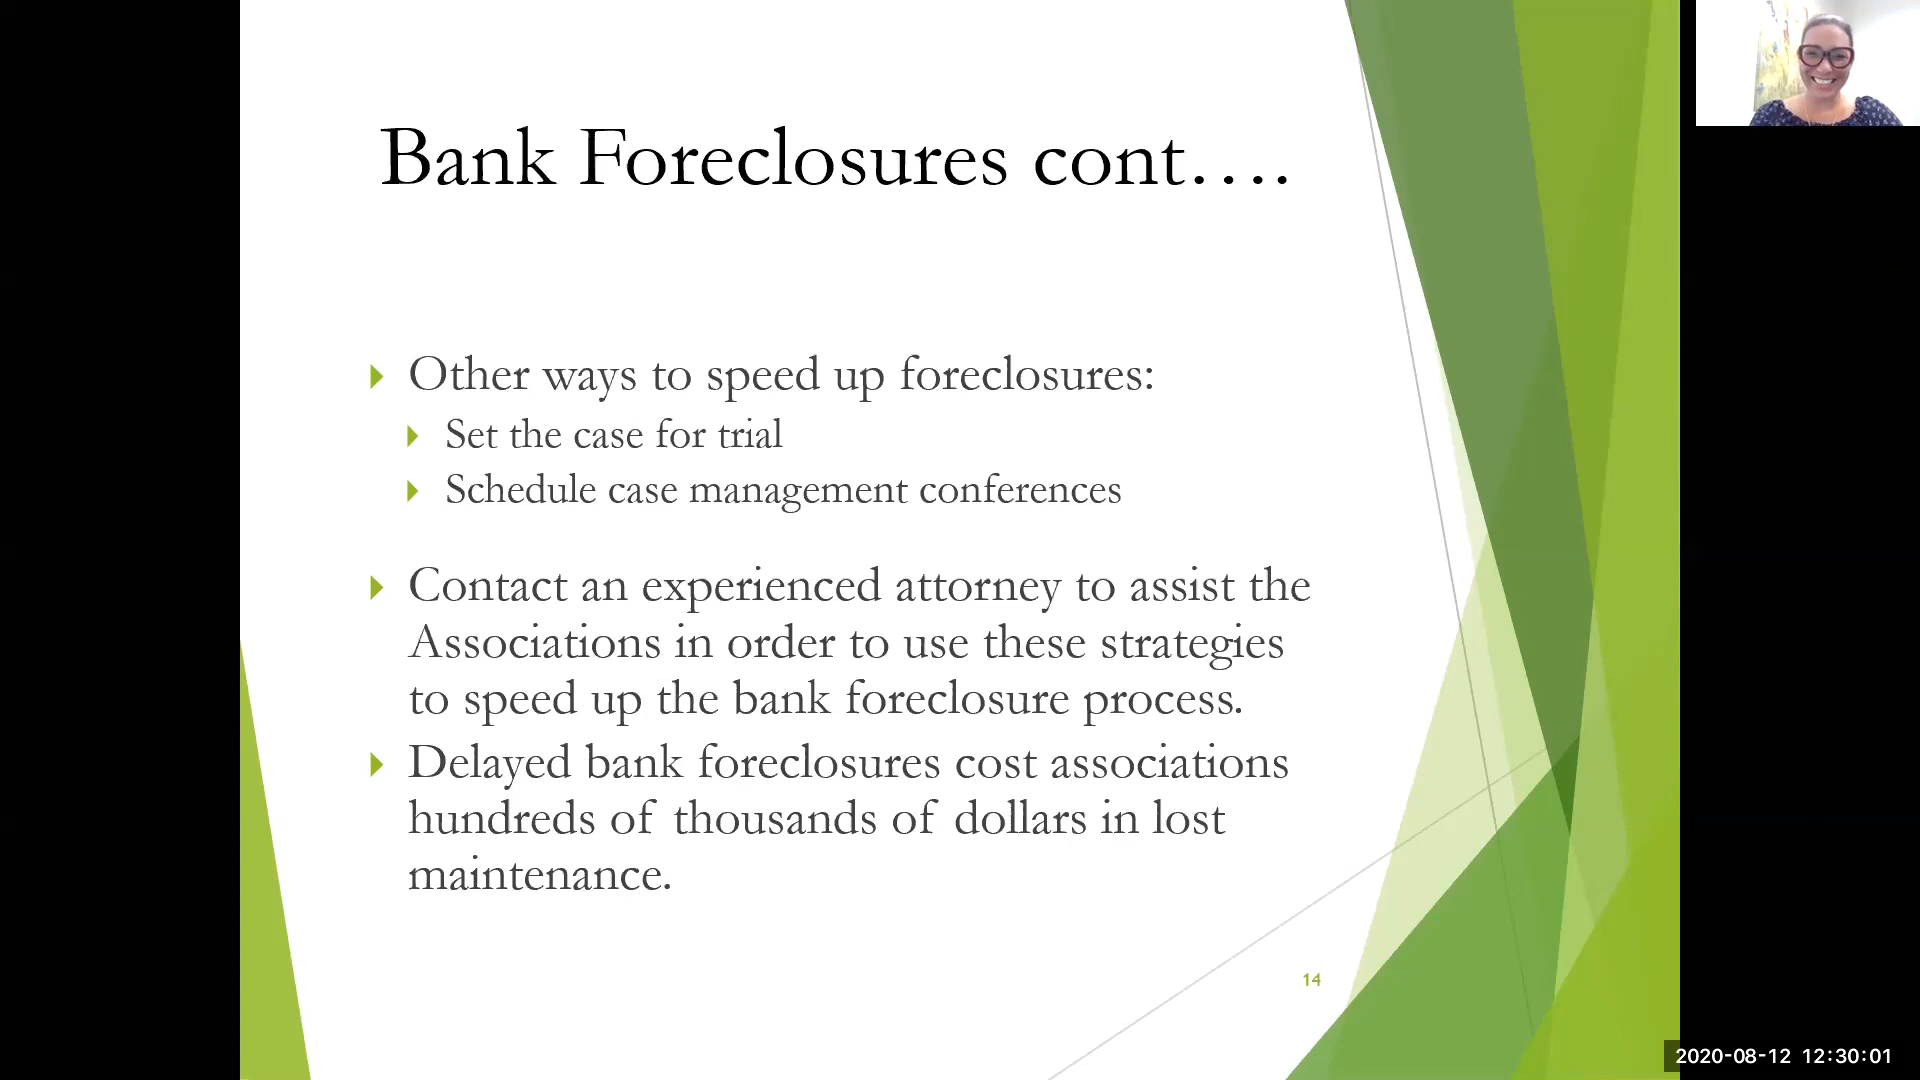 Bank Foreclosures cont….
Other ways to speed up foreclosures:
Set the case for trial
Schedule case management conferences
Contact an experienced attorney to assist the
Associations in order to use these strategies
to speed up the bank foreclosure process.
Delayed bank foreclosures cost associations
hundreds of thousands of dollars in lost
maintenance.
14
2020-08-12 12:30:01